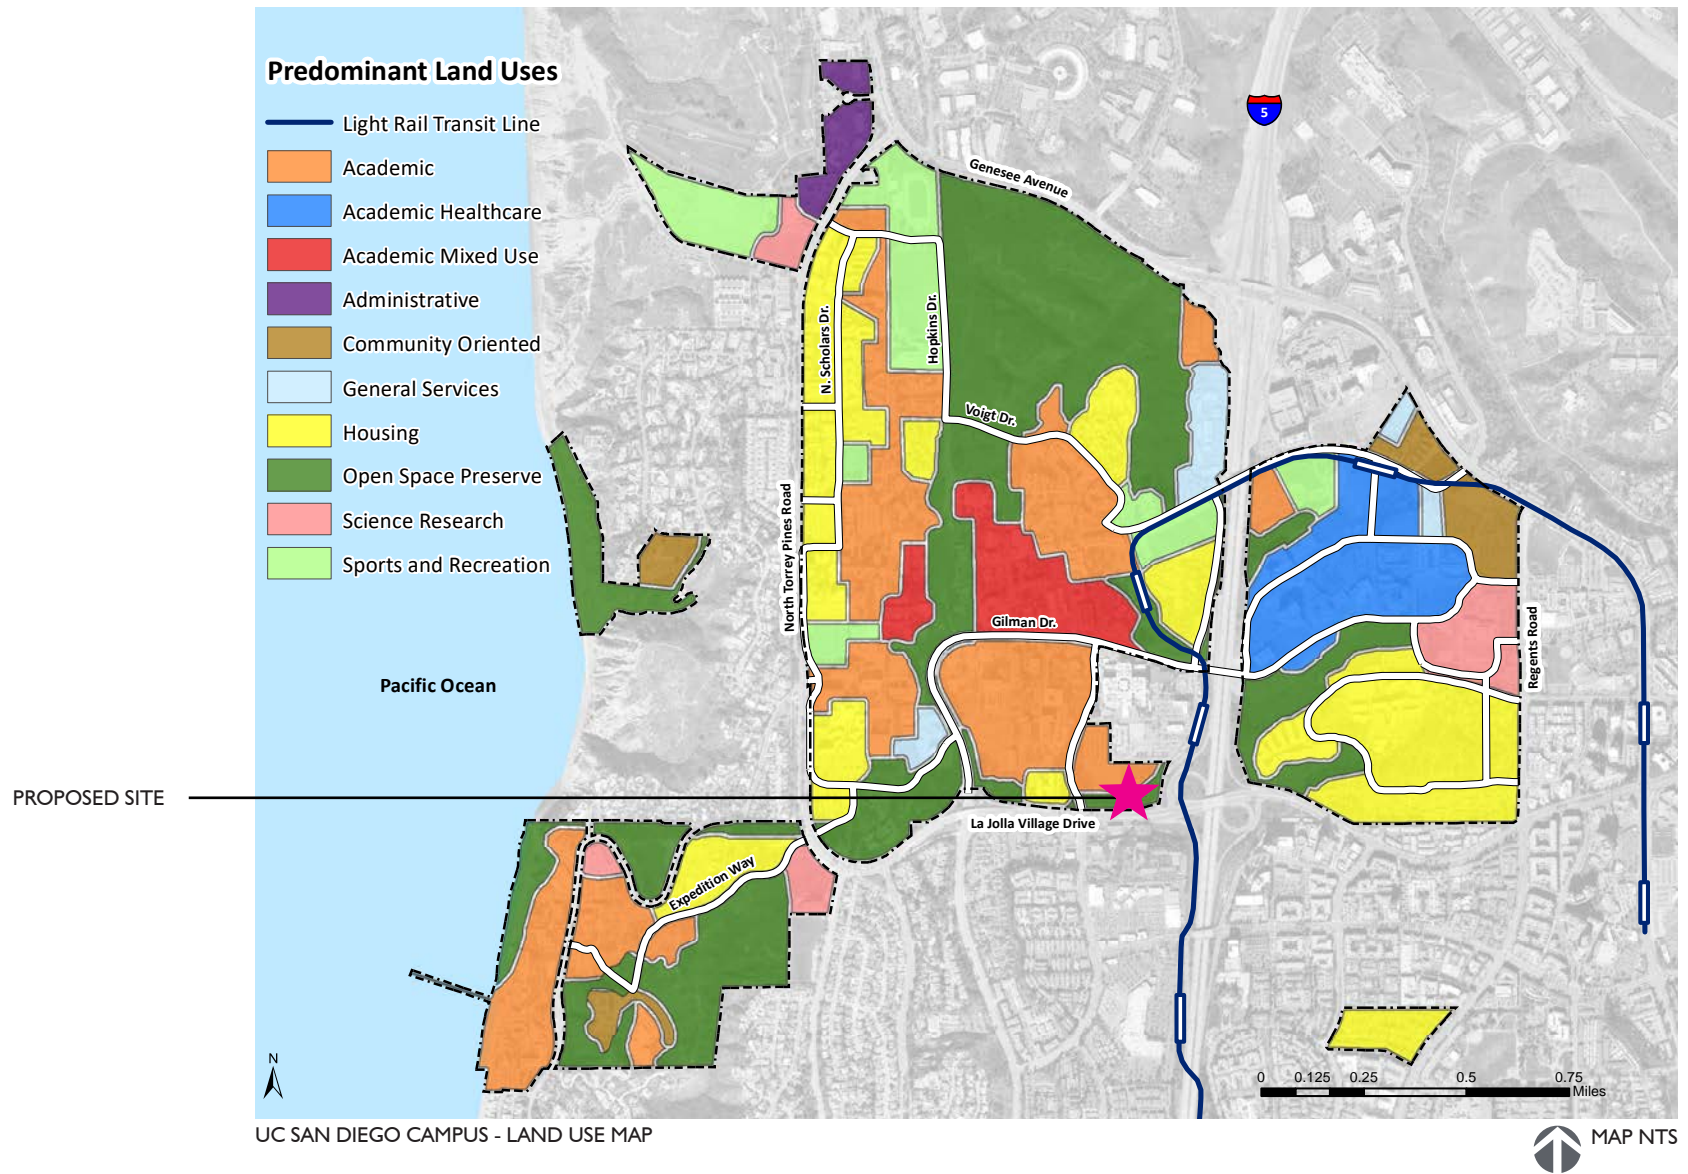 Predominant Land Uses
Light Rail Transit Line
Academic
Academic Healthcare
Academic Mixed Use
Administrative
Community Oriented
General Services
Housing
Open Space Preserve
Science Research
Sports and Recreation
5
Genesee Avenue
N. Scholars Dr.
Hopkins Dr.
Voigt Dr.
North Torrey Pines Road
Gilman Dr.
Regents Road
Pacific Ocean
PROPOSED SITE
La Jolla Village Drive
Expedition Way
N
0 0.125 0.25 0.5 0.75
Miles
UC SAN DIEGO CAMPUS - LAND USE MAP
MAP NTS